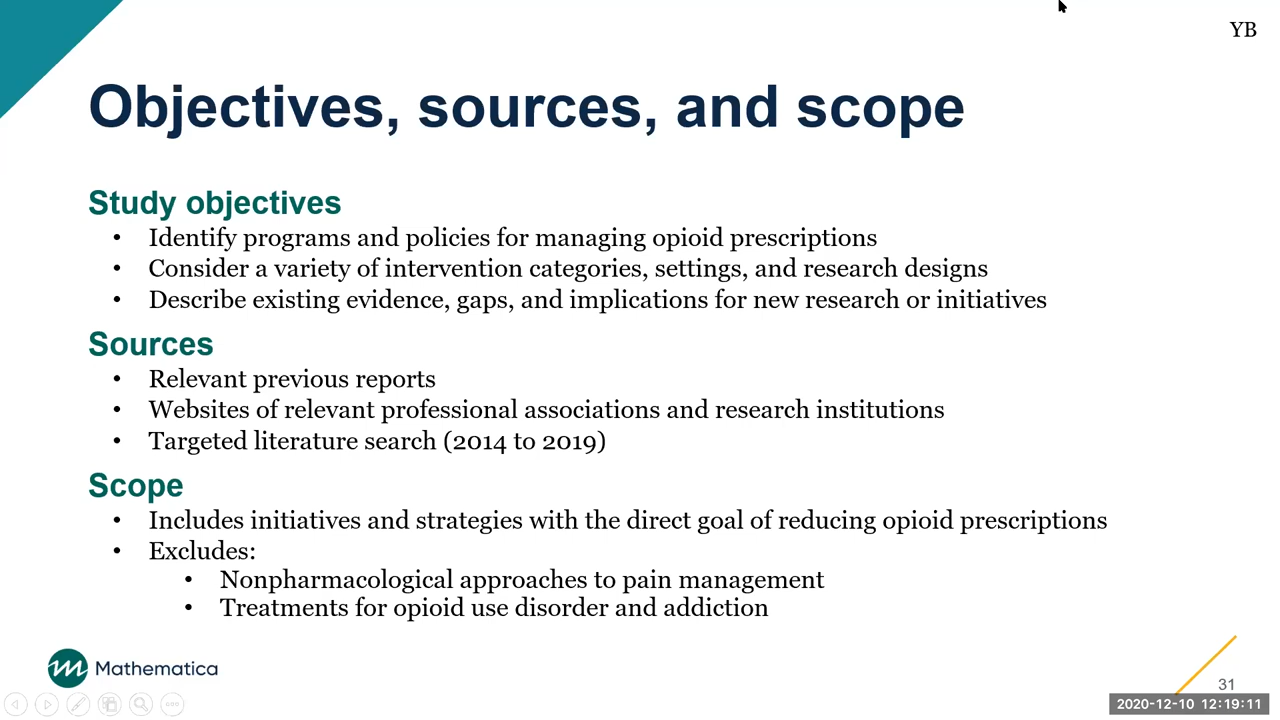 YB
Objectives, sources, and scope
Study objectives
• Identify programs and policies for managing opioid prescriptions
• Consider a variety of intervention categories, settings, and research designs
• Describe existing evidence, gaps, and implications for new research or initiatives
Sources
• Relevant previous reports
• Websites of relevant professional associations and research institutions
• Targeted literature search (2014 to 2019)
Scope
• Includes initiatives and strategies with the direct goal of reducing opioid prescriptions
• Excludes:
• Nonpharmacological approaches to pain management
• Treatments for opioid use disorder and addiction
Mathematica
31
2020-12-10 12:19:11